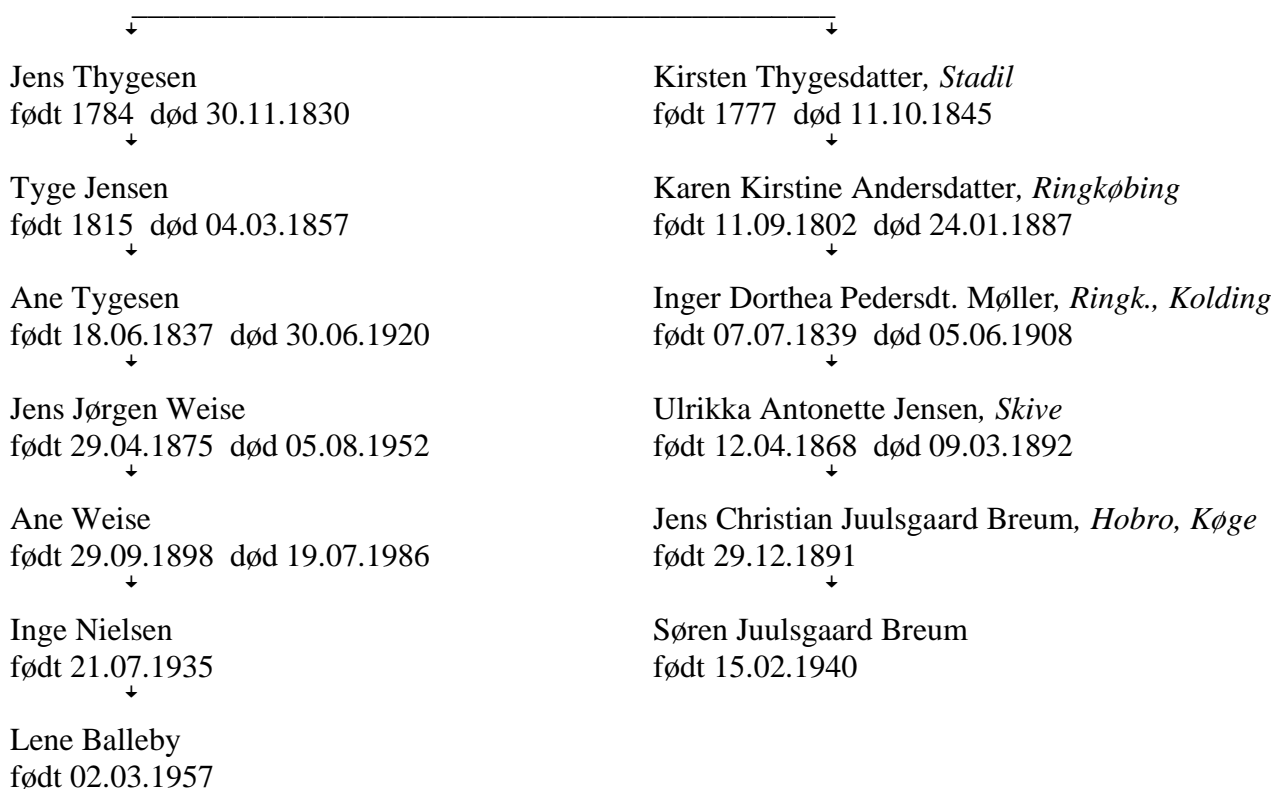 Jens Thygesen
født 1784 død 30.11.1830
Tyge Jensen
født 1815 død 04.03.1857
Ane Tygesen
født 18.06.1837 død 30.06.1920
Jens Jørgen Weise
født 29.04.1875 død 05.08.1952
Ane Weise
født 29.09.1898 død 19.07.1986
Inge Nielsen
født 21.07.1935
Lene Balleby
født 02.03.1957
Kirsten Thygesdatter, Stadil
født 1777 død 11.10.1845
Karen Kirstine Andersdatter, Ringkøbing
født 11.09.1802 død 24.01.1887
Inger Dorthea Pedersdt. Møller, Ringk., Kolding
født 07.07.1839 død 05.06.1908
Ulrikka Antonette Jensen, Skive
født 12.04.1868 død 09.03.1892
Jens Christian Juulsgaard Breum, Hobro, Køge
født 29.12.1891
Søren Juulsgaard Breum
født 15.02.1940